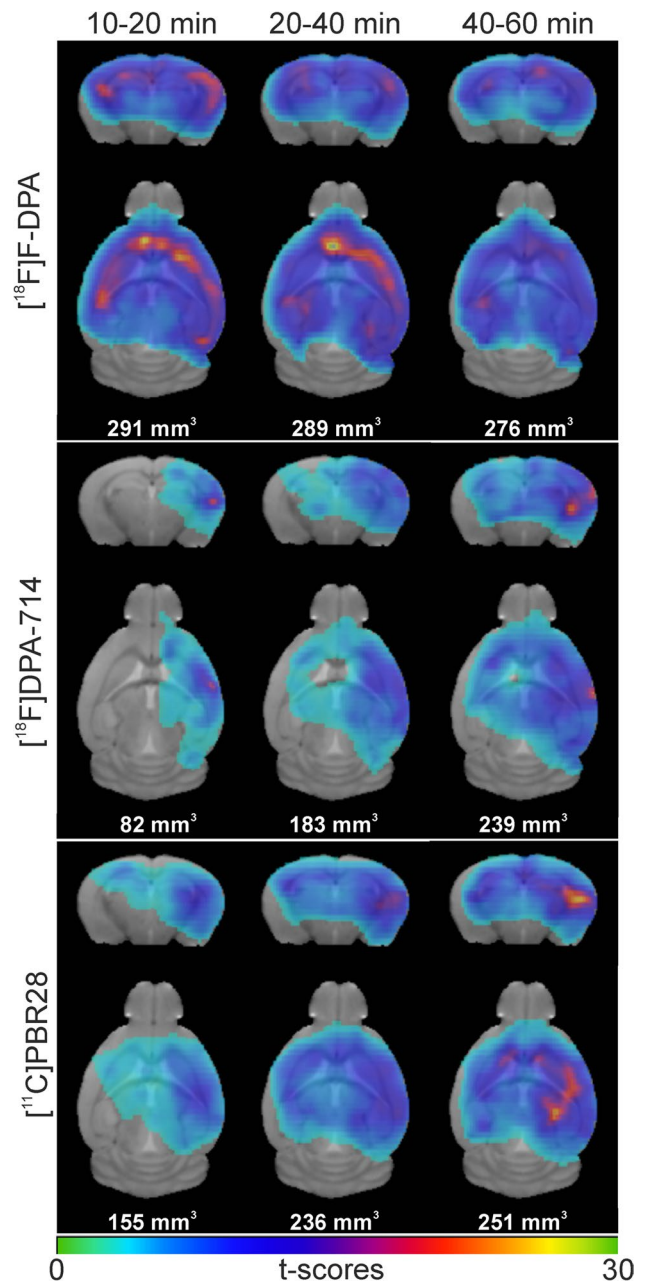 10-20 min 20-40 min 40-60 min
[¹⁸F]F-DPA
291 mm³ 289 mm³ 276 mm³
[¹⁸F]DPA-714
82 mm³ 183 mm³ 239 mm³
[¹¹C]PBR28
155 mm³ 236 mm³ 251 mm³
0 t-scores 30